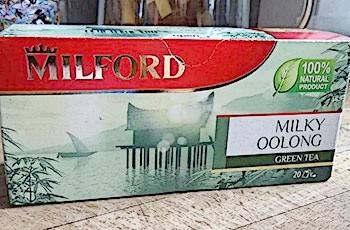 MILFORD
100%
NATURAL
PRODUCT
MILKY
OOLONG
GREEN TEA
20